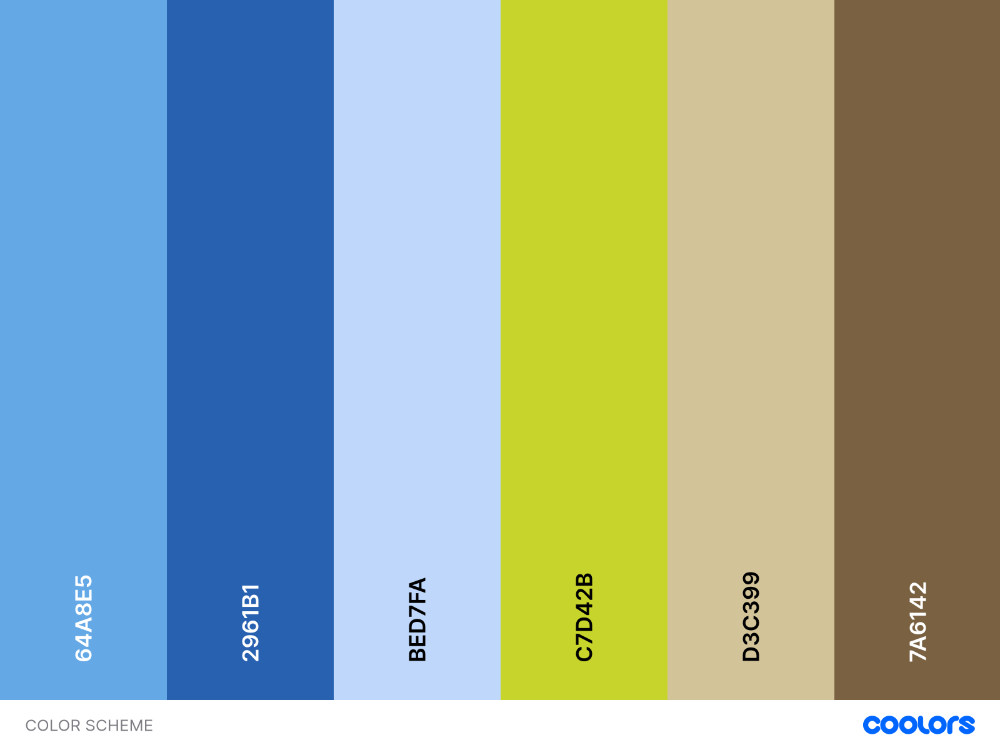 64A8E5
2961B1
BED7FA
C7D42B
D3C399
7A6142
COLOR SCHEME
coolors